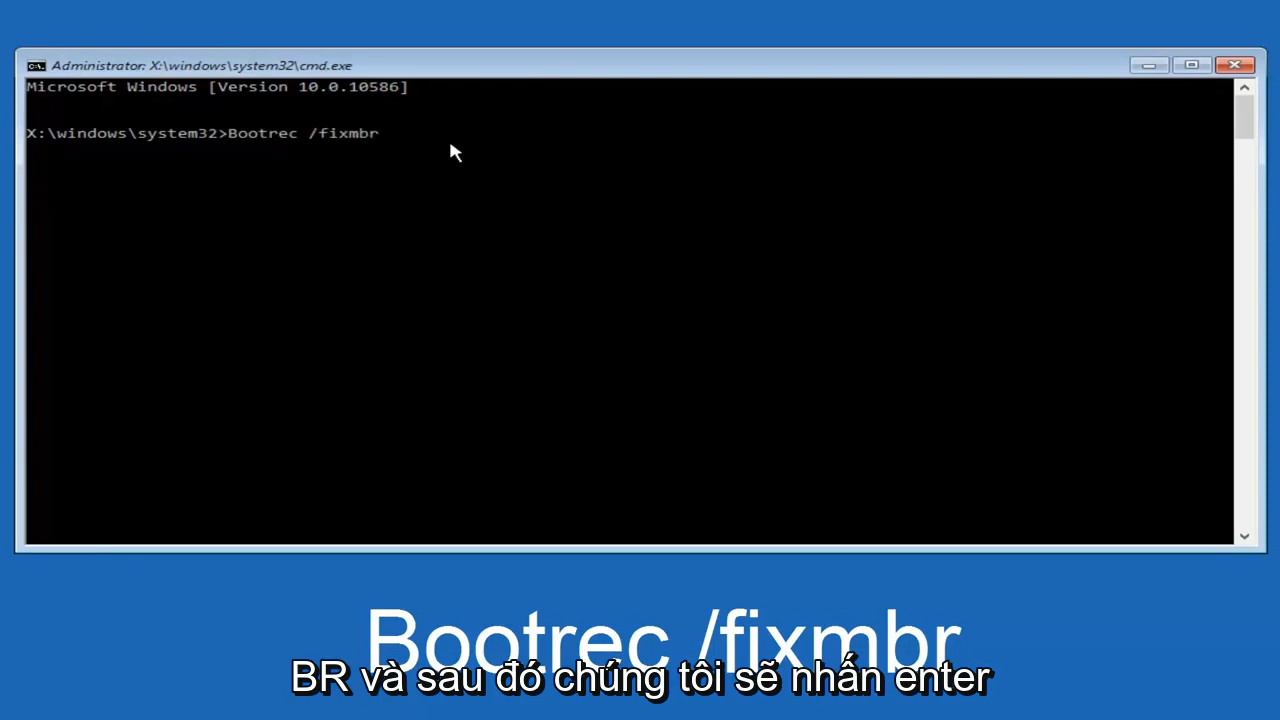 Administrator: X:\windows\system32\cmd.exe
Microsoft Windows [Version 10.0.10586]
X:\windows\system32>Bootrec /fixmbr
Bootrec /fixmbr
BR và sau đó chúng tôi sẽ nhấn enter